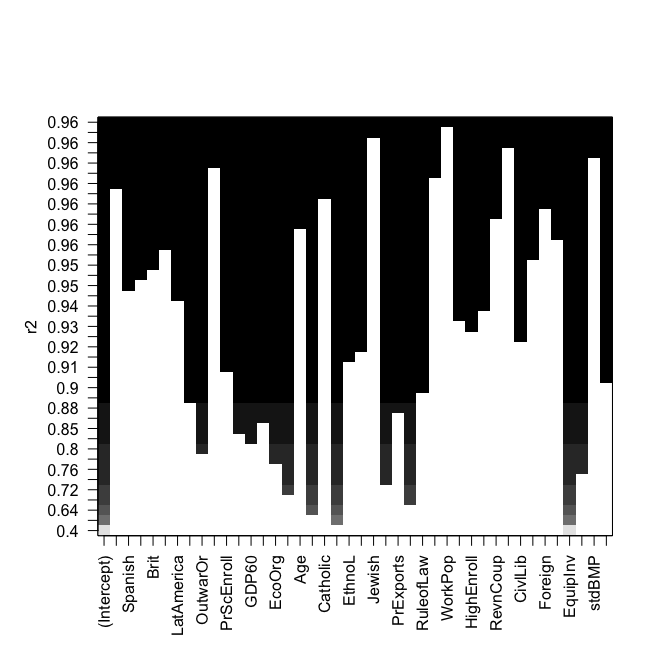 0.96
0.96
0.96
0.96
0.96
0.96
0.96
0.95
0.95
0.94
0.93
0.92
0.91
0.9
0.88
0.85
0.8
0.76
0.72
0.64
0.4
r2
(Intercept)
Spanish
Brit
LatAmerica
OutwarOr
PrScEnroll
GDP60
EcoOrg
Age
Catholic
EthnoL
Jewish
PrExports
RuleofLaw
WorkPop
HighEnroll
RevnCoup
CivlLib
Foreign
EquipInv
stdBMP